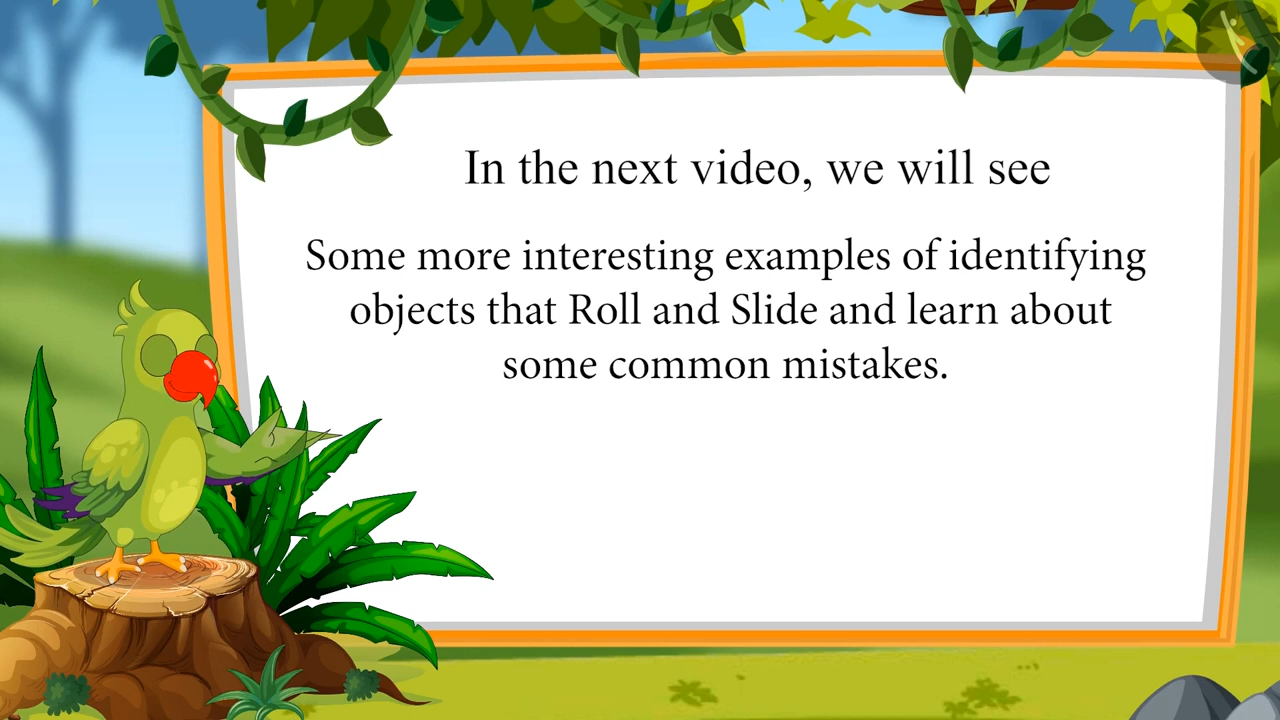 In the next video, we will see
Some more interesting examples of identifying
objects that Roll and Slide and learn about
some common mistakes.